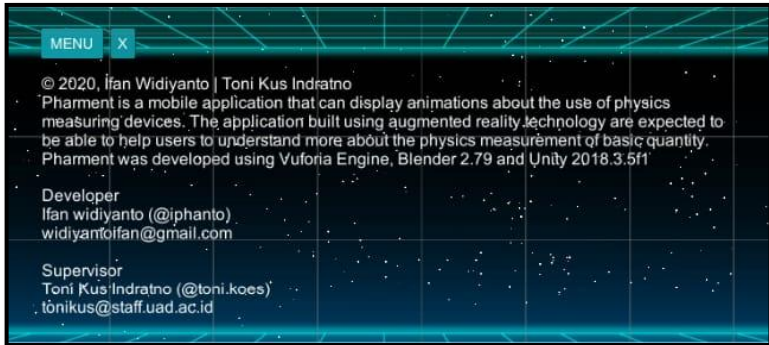 MENU X
© 2020, Ifan Widiyanto | Toni Kus Indratno
Pharment is a mobile application that can display animations about the use of physics
measuring devices. The application built using augmented reality technology are expected to
be able to help users to understand more about the physics measurement of basic quantity.
Pharment was developed using Vuforia Engine, Blender 2.79 and Unity 2018.3.5f1
Developer
Ifan widiyanto (@iphanto)
widiyantoifan@gmail.com
Supervisor
Toni Kus Indratno (@toni.koes)
tonikus@staff.uad.ac.id